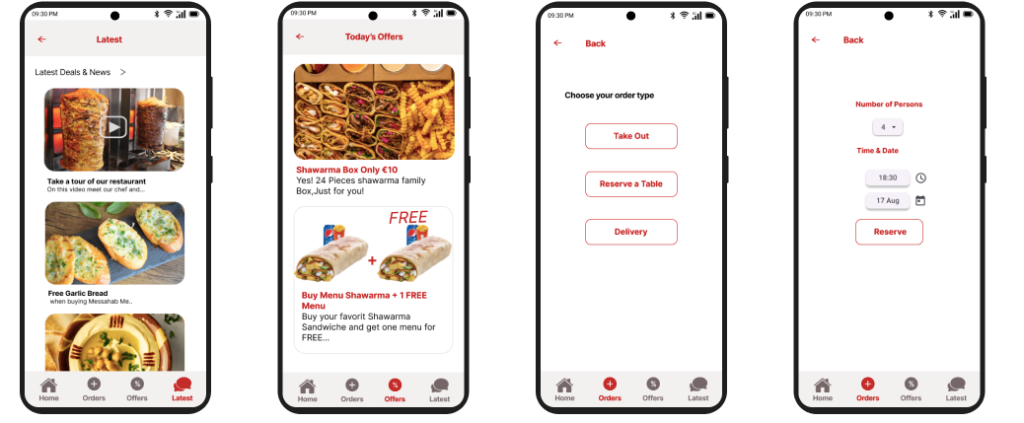 09:30 PM
Latest
Latest Deals & News >
Take a tour of our restaurant
On this video meet our chef and...
Free Garlic Bread
when buying Messahab Me..
Home Orders Offers Latest
09:30 PM
Today's Offers
Shawarma Box Only €10
Yes! 24 Pieces shawarma family
Box,Just for you!
FREE
+
Buy Menu Shawarma + 1 FREE
Menu
Buy your favorit Shawarma
Sandwiche and get one menu for
FREE...
Home Orders Offers Latest
09:30 PM
Back
Choose your order type
Take Out
Reserve a Table
Delivery
Home Orders Offers Latest
09:30 PM
Back
Number of Persons
4
Time & Date
18:30
17 Aug
Reserve
Home Orders Offers Latest